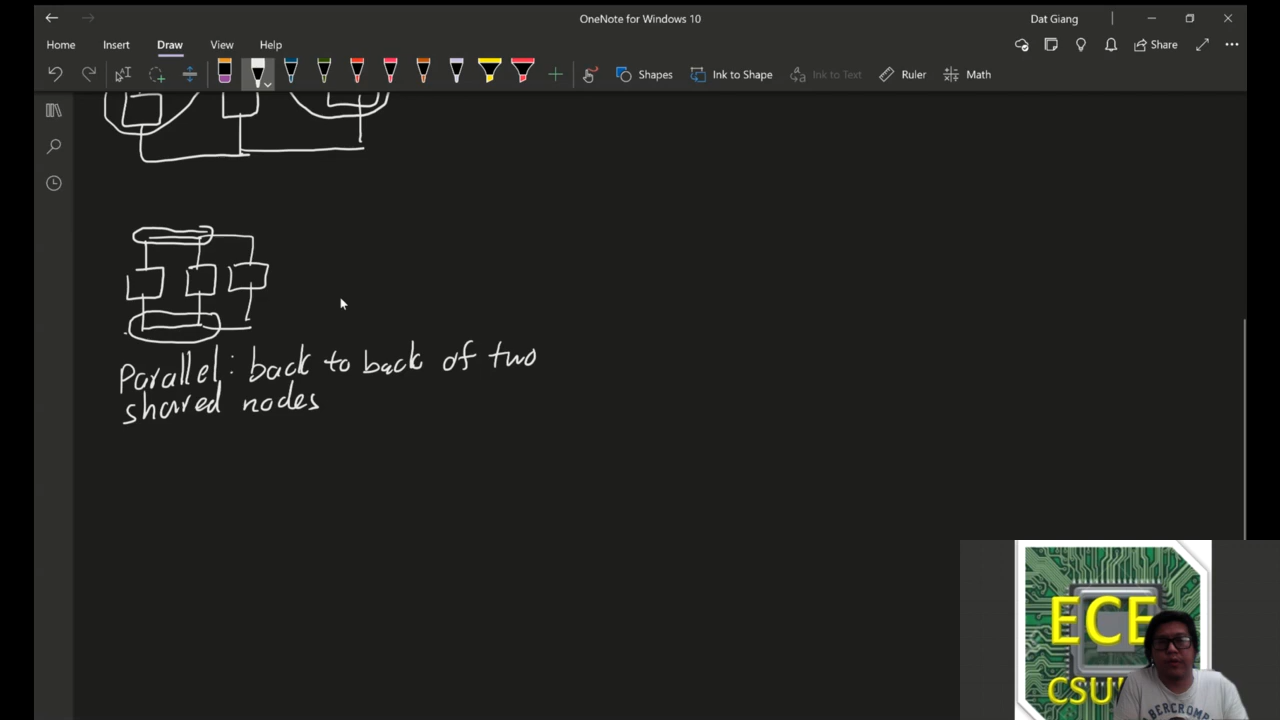 OneNote for Windows 10
Dat Giang
Home
Insert
Draw
View
Help
Share
Shapes
Ink to Shape
Ink to Text
Ruler
Math
Parallel: back to back of two
shared nodes
ECE
CSU
ABERCROMB